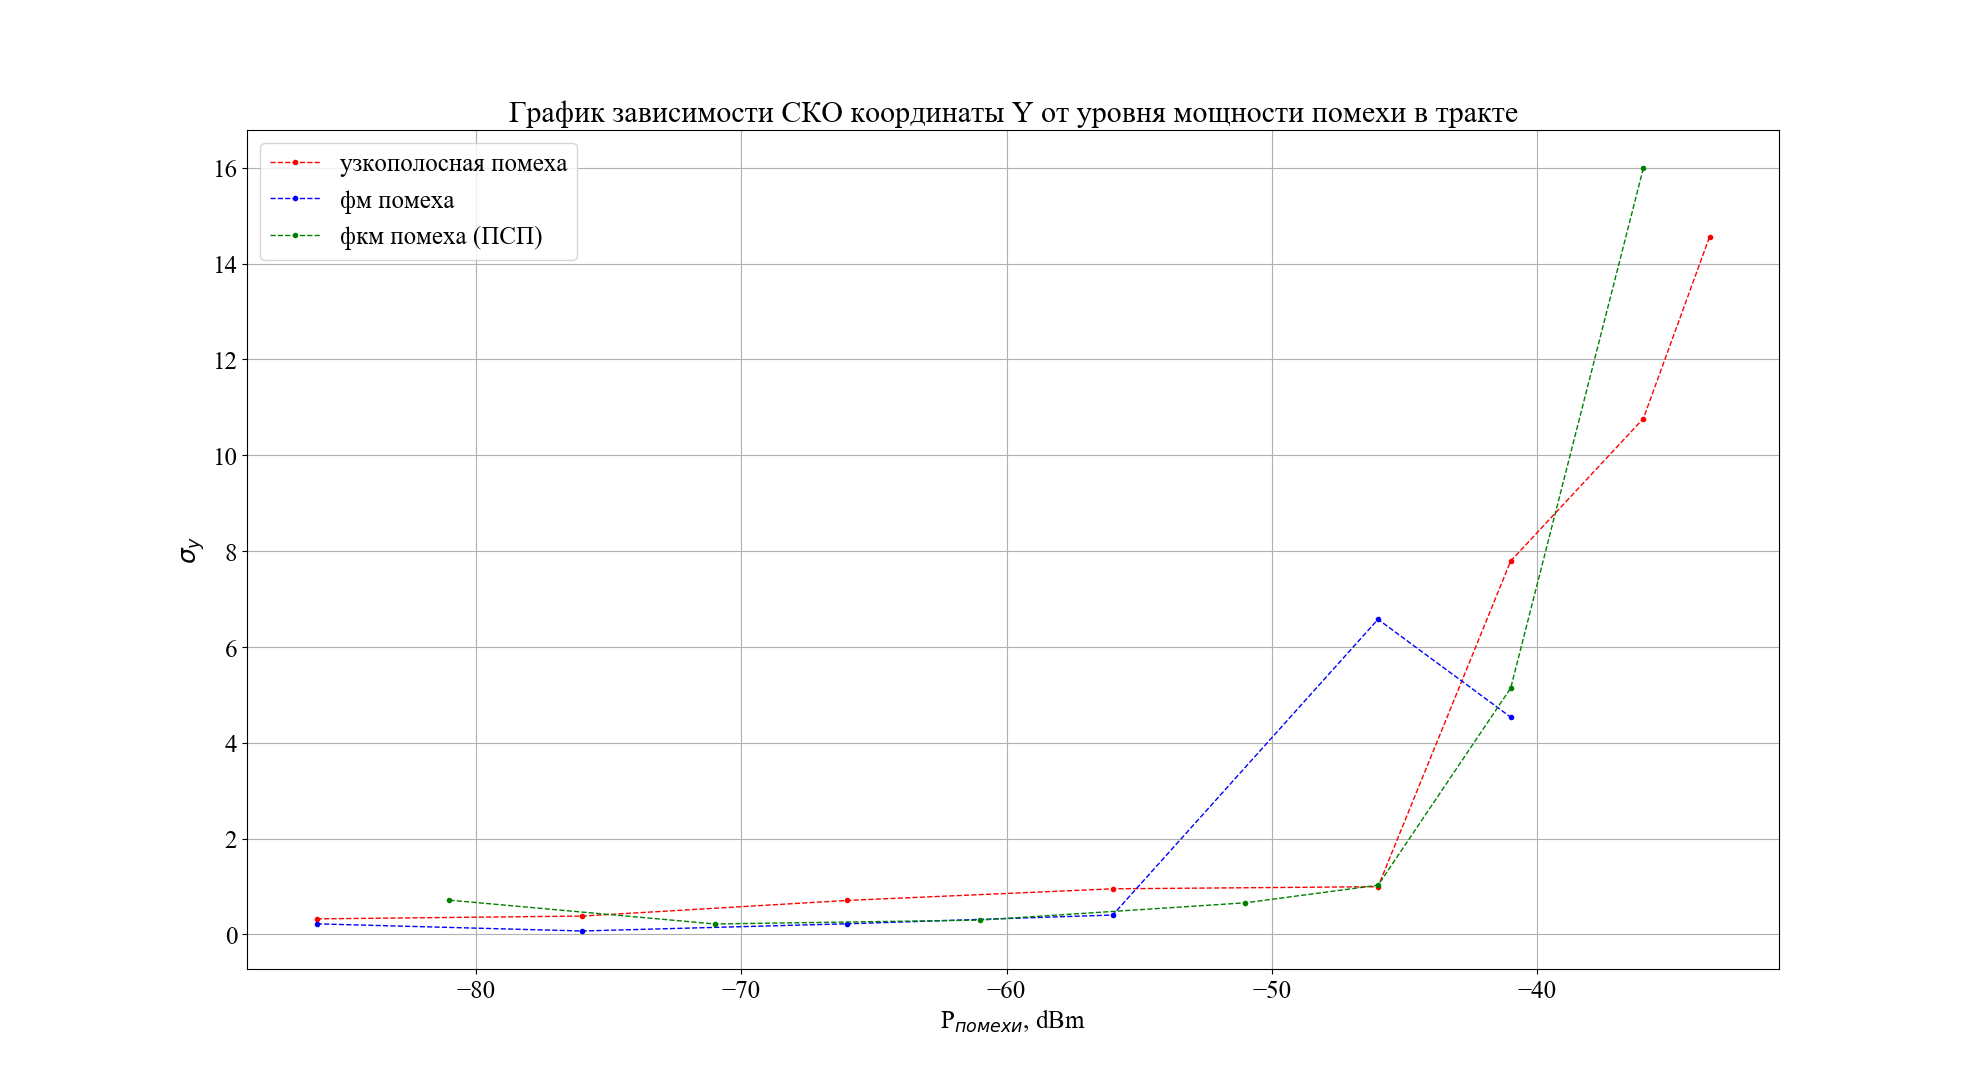 График зависимости СКО координаты Y от уровня мощности помехи в тракте
узкополосная помеха
фм помеха
фкм помеха (ПСП)
16
14
12
10
8
6
4
2
0
σy
−80 −70 −60 −50 −40
Pпомехи, dBm